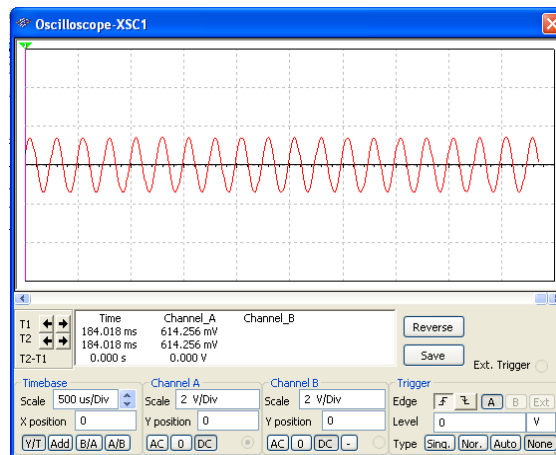 Oscilloscope-XSC1
Time Channel_A Channel_B
T1 184.018 ms 614.256 mV
T2 184.018 ms 614.256 mV
T2-T1 0.000 s 0.000 V
Reverse
Save
Ext. Trigger
Timebase Channel A Channel B Trigger
Scale 500 us/Div Scale 2 V/Div Scale 2 V/Div Edge A B Ext
X position 0 Y position 0 Y position 0 Level 0 V
Y/T Add B/A A/B AC 0 DC AC 0 DC - Type Sing. Nor. Auto None